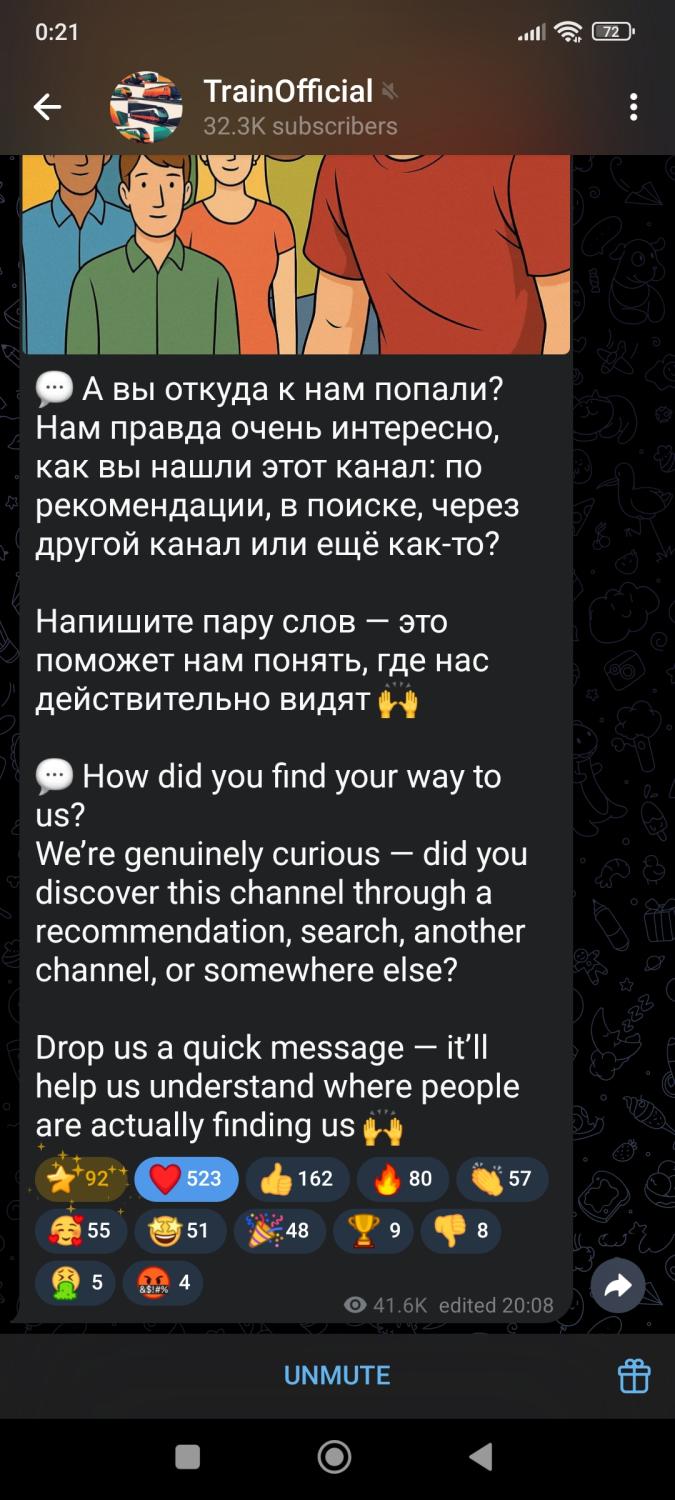 0:21
72
TrainOfficial
32.3K subscribers
💬 А вы откуда к нам попали?
Нам правда очень интересно,
как вы нашли этот канал: по
рекомендации, в поиске, через
другой канал или ещё как-то?
Напишите пару слов — это
поможет нам понять, где нас
действительно видят 🙌
💬 How did you find your way to
us?
We’re genuinely curious — did you
discover this channel through a
recommendation, search, another
channel, or somewhere else?
Drop us a quick message — it’ll
help us understand where people
are actually finding us 🙌
⭐ 92 ❤️ 523 👍 162 🔥 80 👏 57
🥰 55 🤩 51 🎉 48 🏆 9 👎 8
🤮 5 🤬 4
41.6K edited 20:08
UNMUTE